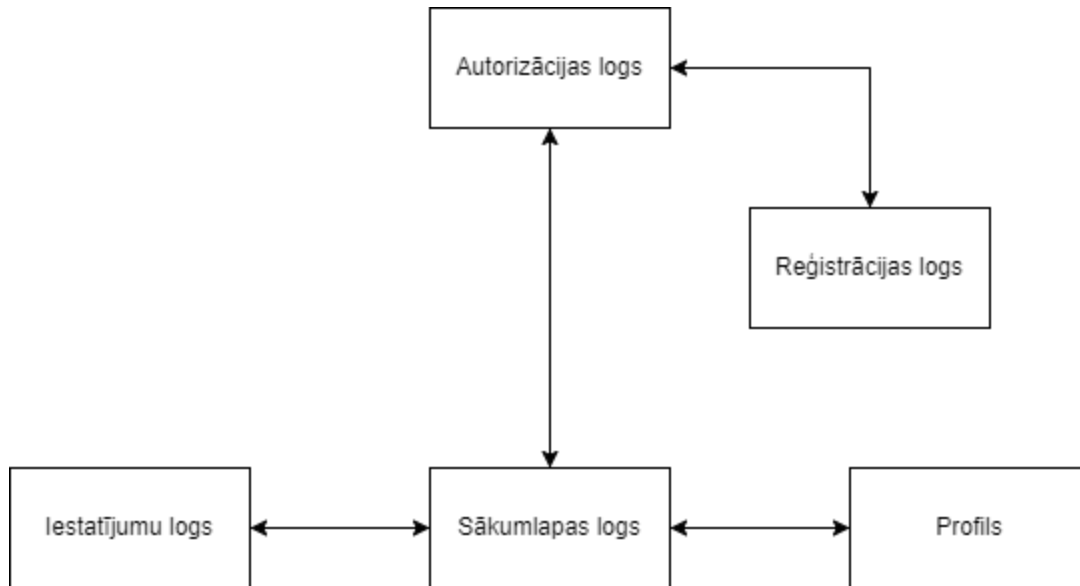 Autorizācijas logs
Reģistrācijas logs
Iestatījumu logs
Sākumlapas logs
Profils